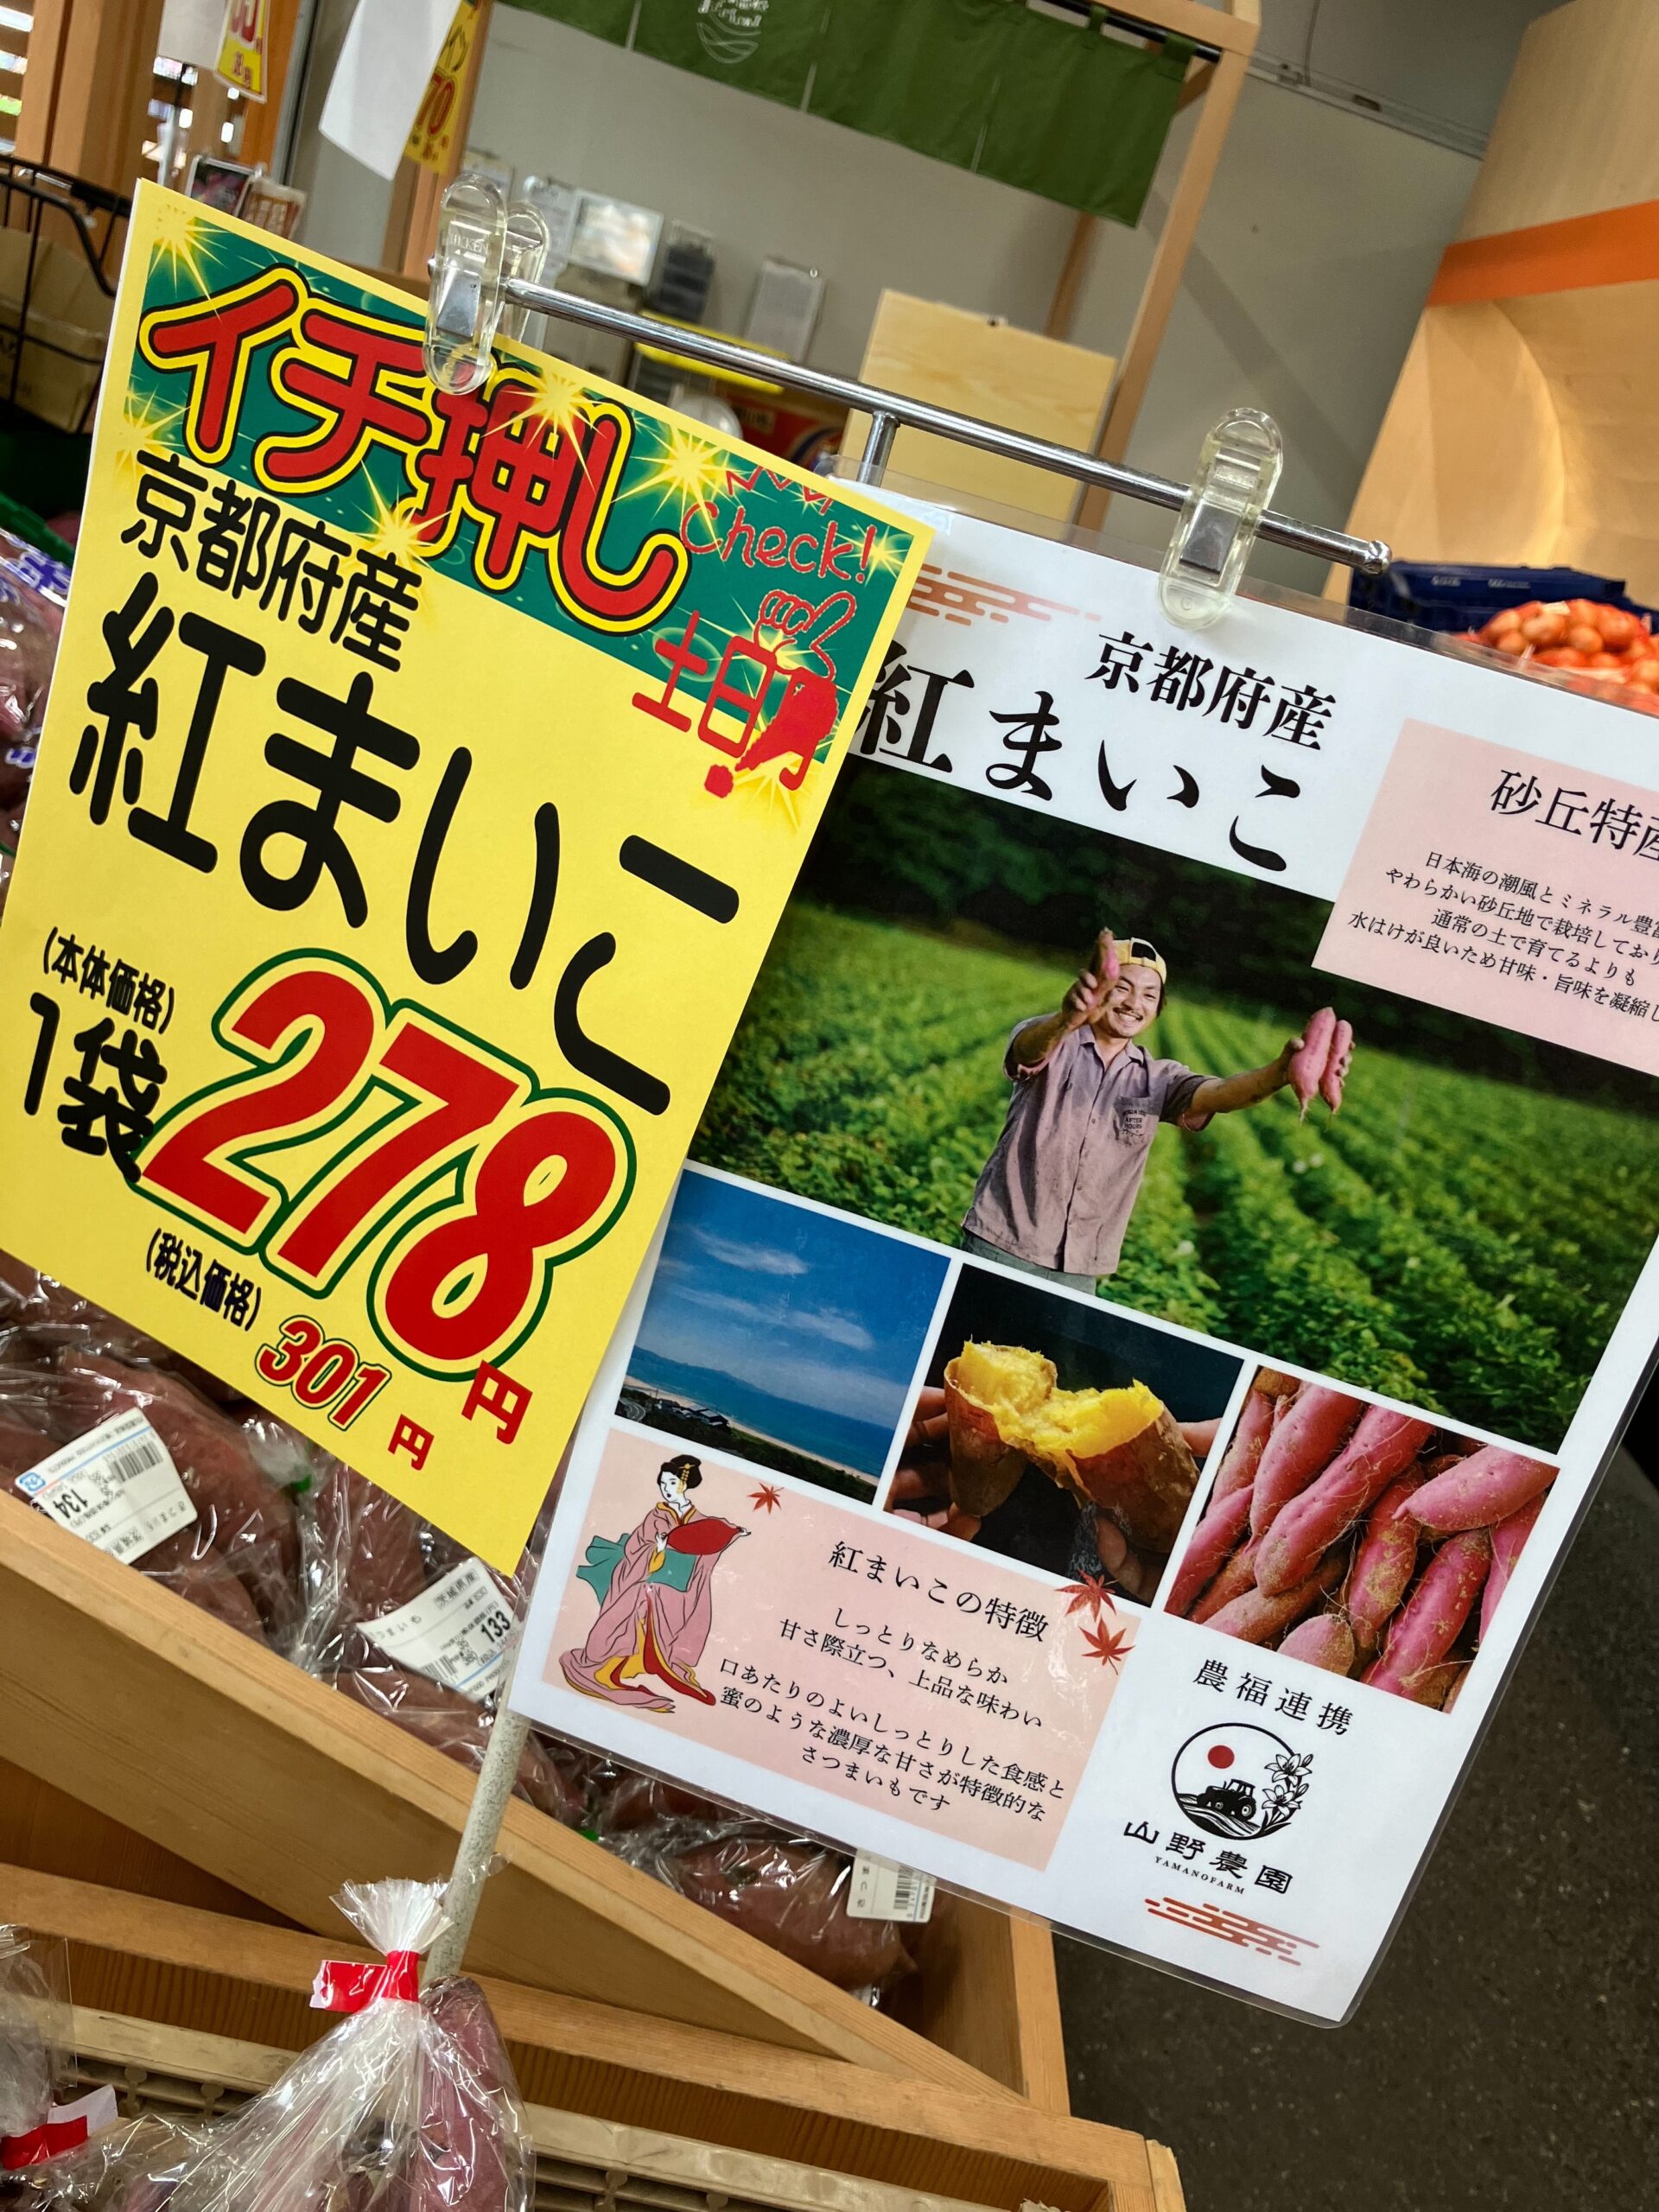 イチ押し
Check!
土日
京都府産
紅まいこ
(本体価格)
1袋
278円
(税込価格)
301円
京都府産
紅まいこ
砂丘特産
日本海の潮風とミネラル豊富
やわらかい砂丘地で栽培しており
通常の土で育てるよりも
水はけが良いため甘味・旨味を凝縮し
紅まいこの特徴
しっとりなめらか
甘さ際立つ、上品な味わい
口あたりのよいしっとりした食感と
蜜のような濃厚な甘さが特徴的な
さつまいもです
農福連携
山野農園
YAMANOFARM
134
133